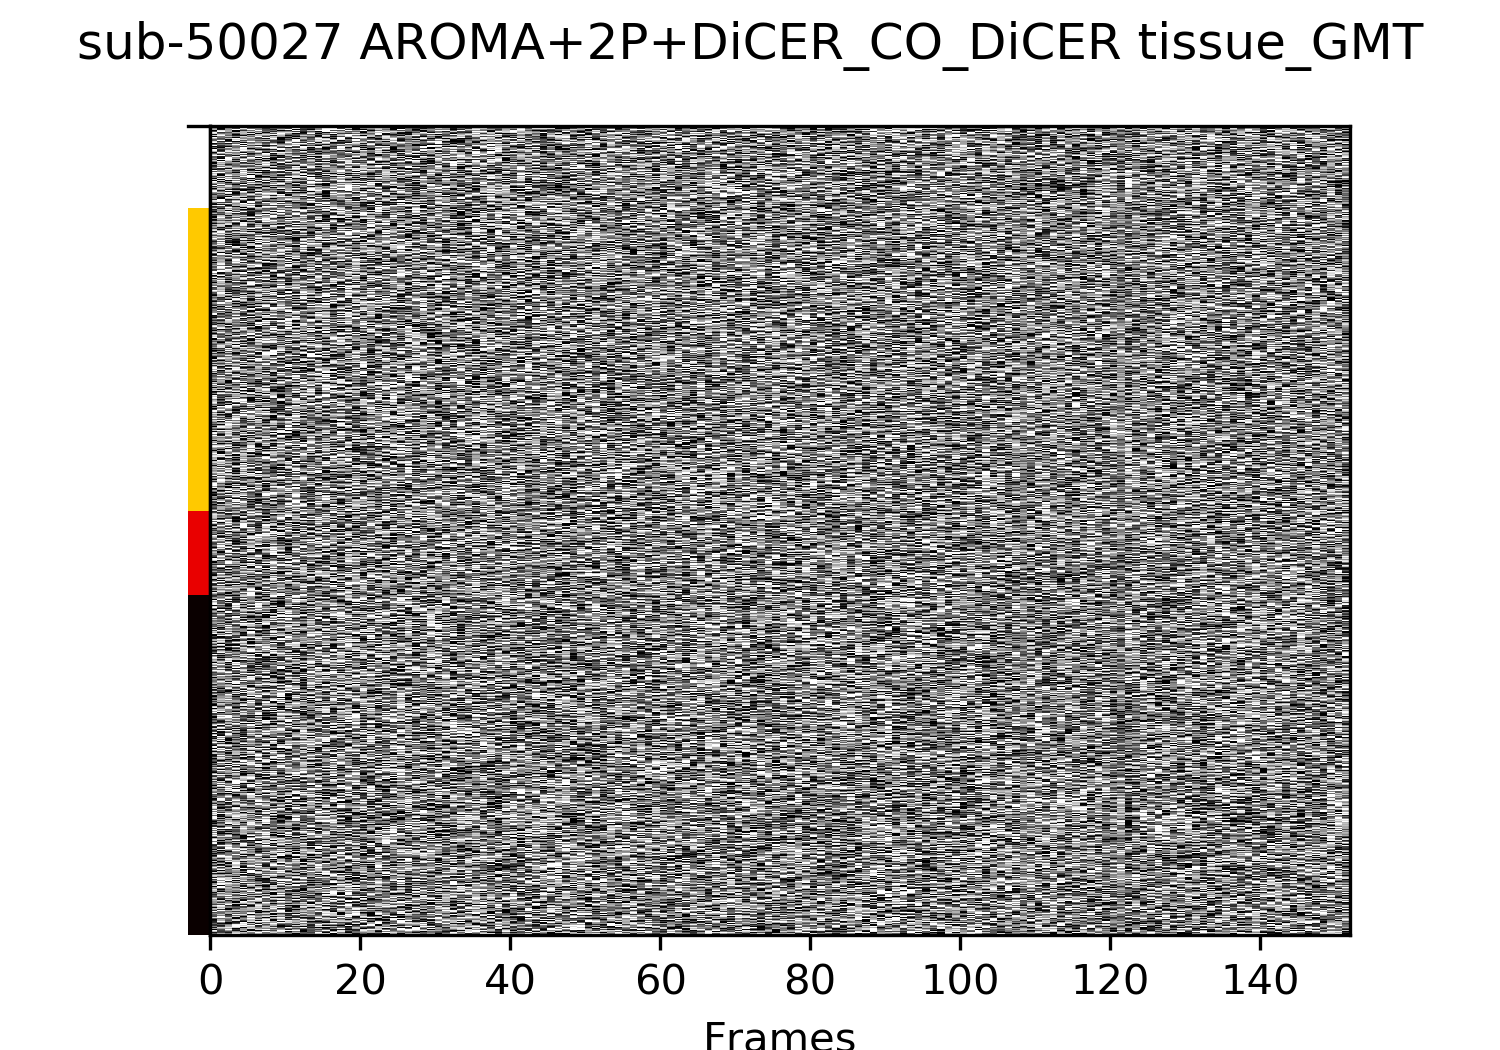 sub-50027 AROMA+2P+DiCER_CO_DiCER tissue_GMT
0 20 40 60 80 100 120 140
Frames